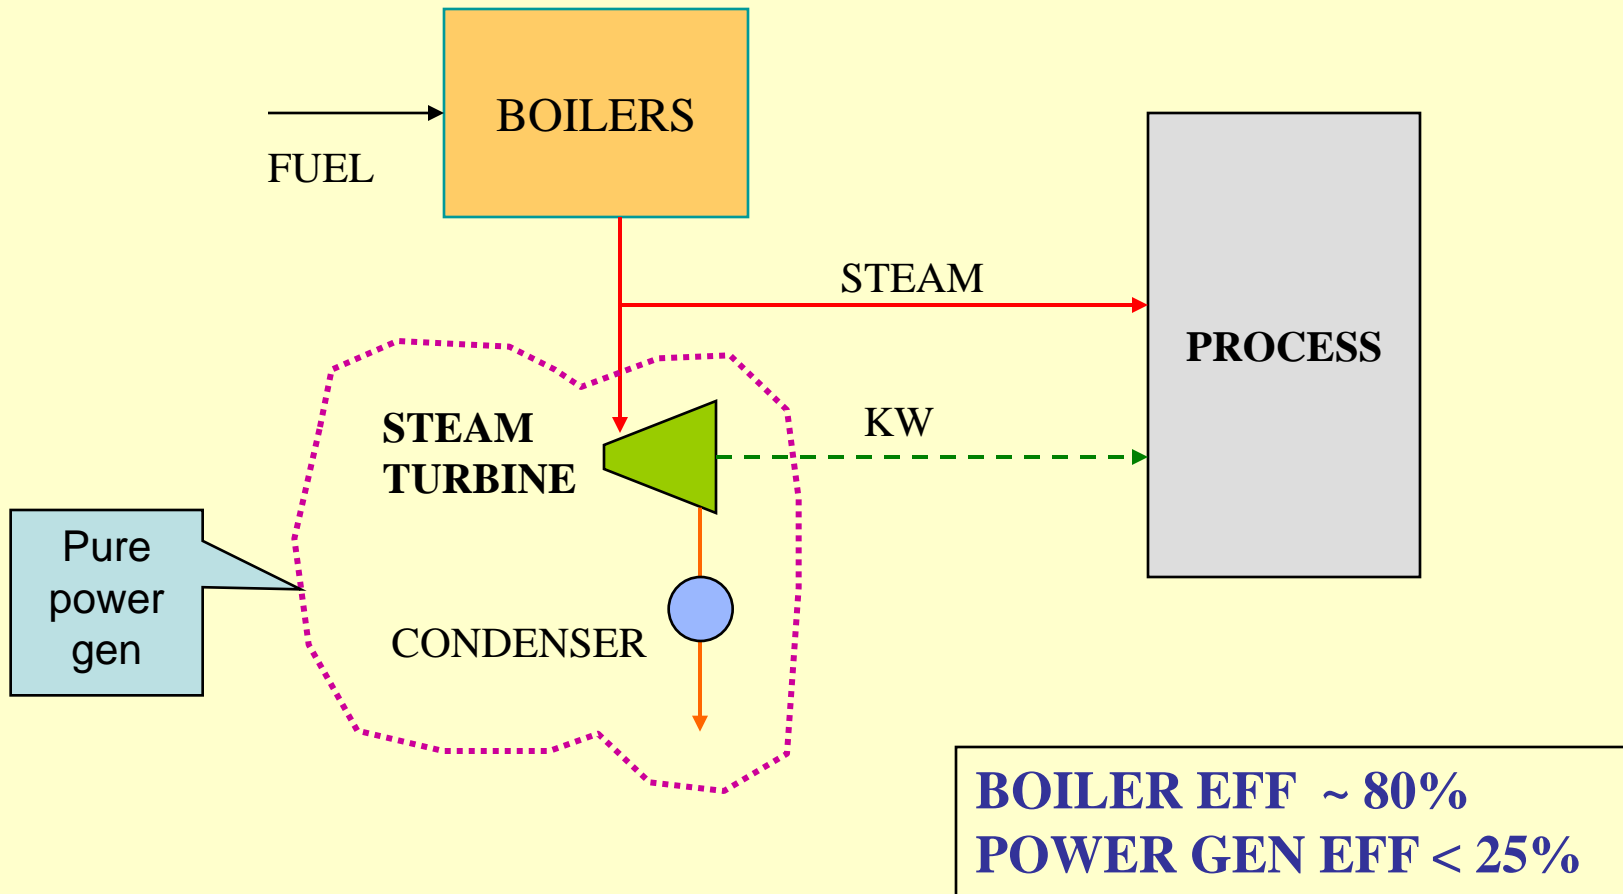 BOILERS
FUEL
STEAM
PROCESS
STEAM
TURBINE
KW
Pure
power
gen
CONDENSER
BOILER EFF ~ 80%
POWER GEN EFF < 25%